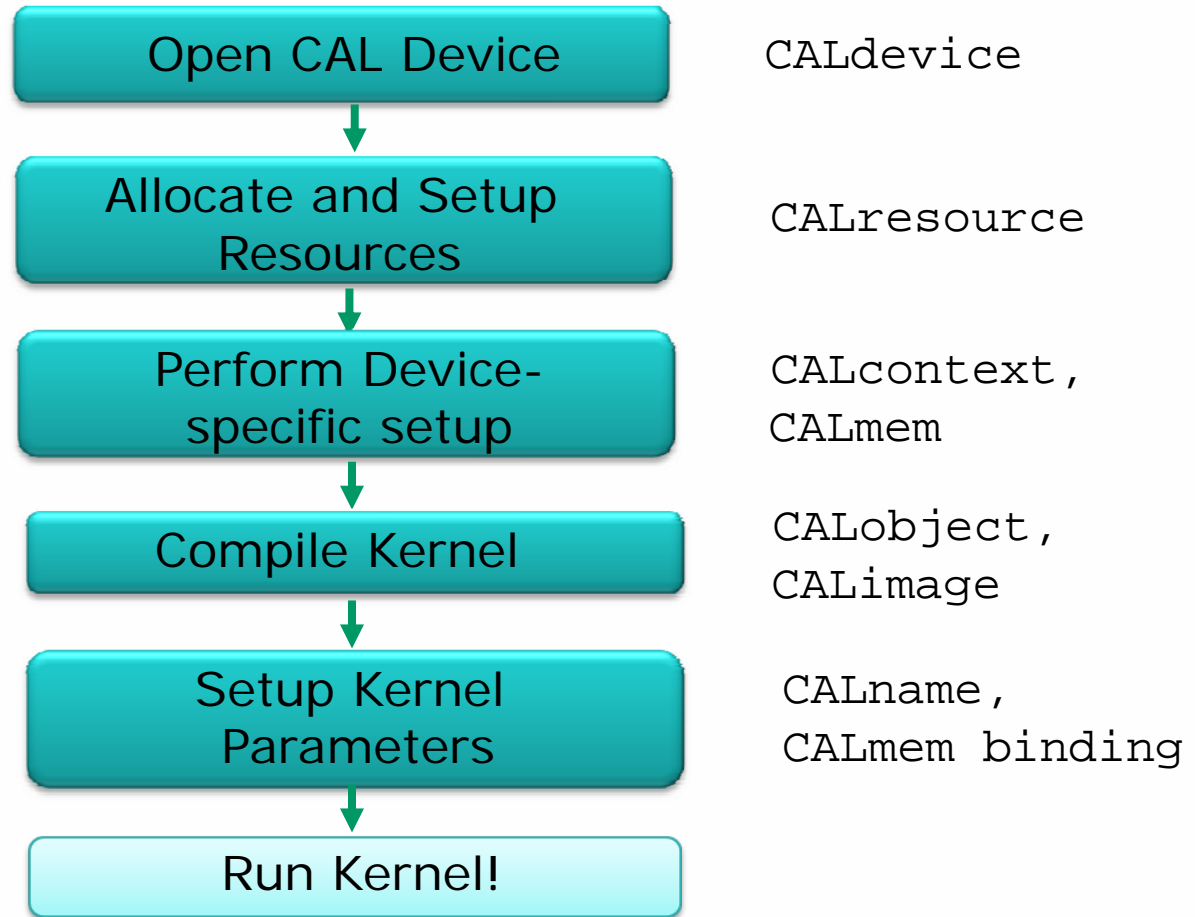 Open CAL Device
CALdevice
Allocate and Setup
Resources
CALresource
Perform Device-
specific setup
CALcontext,
CALmem
Compile Kernel
CALobject,
CALimage
Setup Kernel
Parameters
CALname,
CALmem binding
Run Kernel!